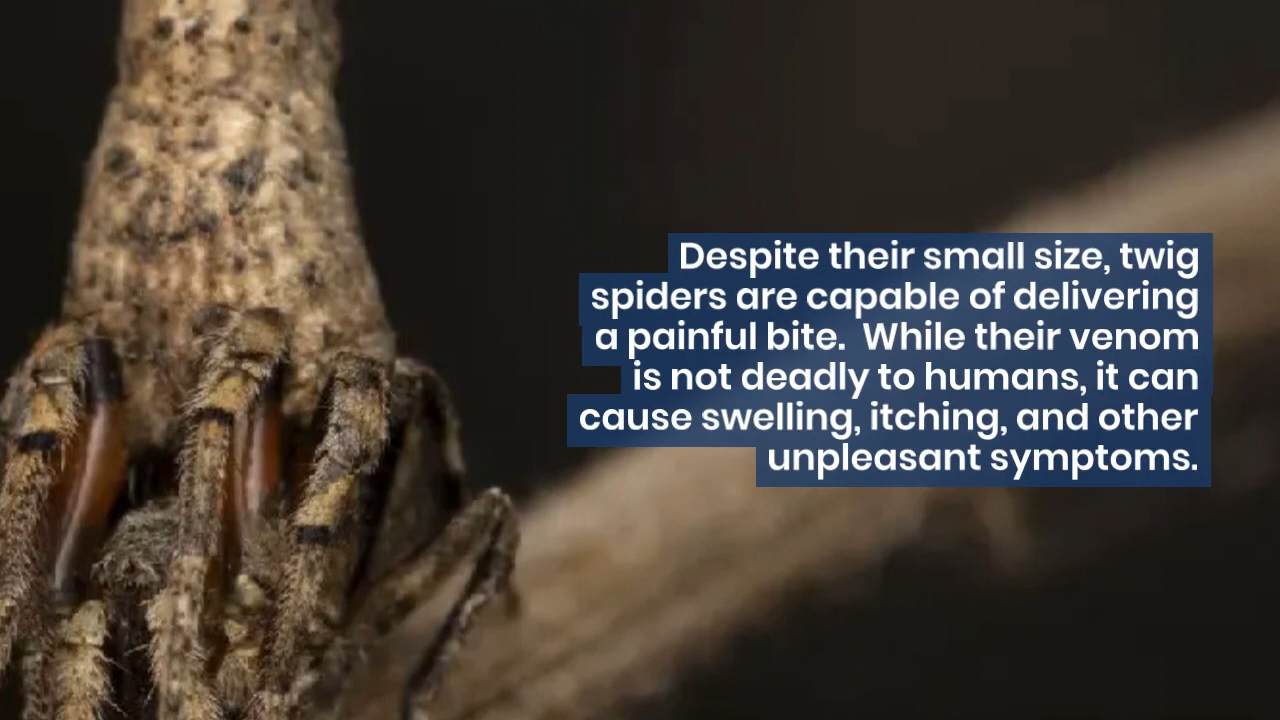 Despite their small size, twig
spiders are capable of delivering
a painful bite.  While their venom
is not deadly to humans, it can
cause swelling, itching, and other
unpleasant symptoms.